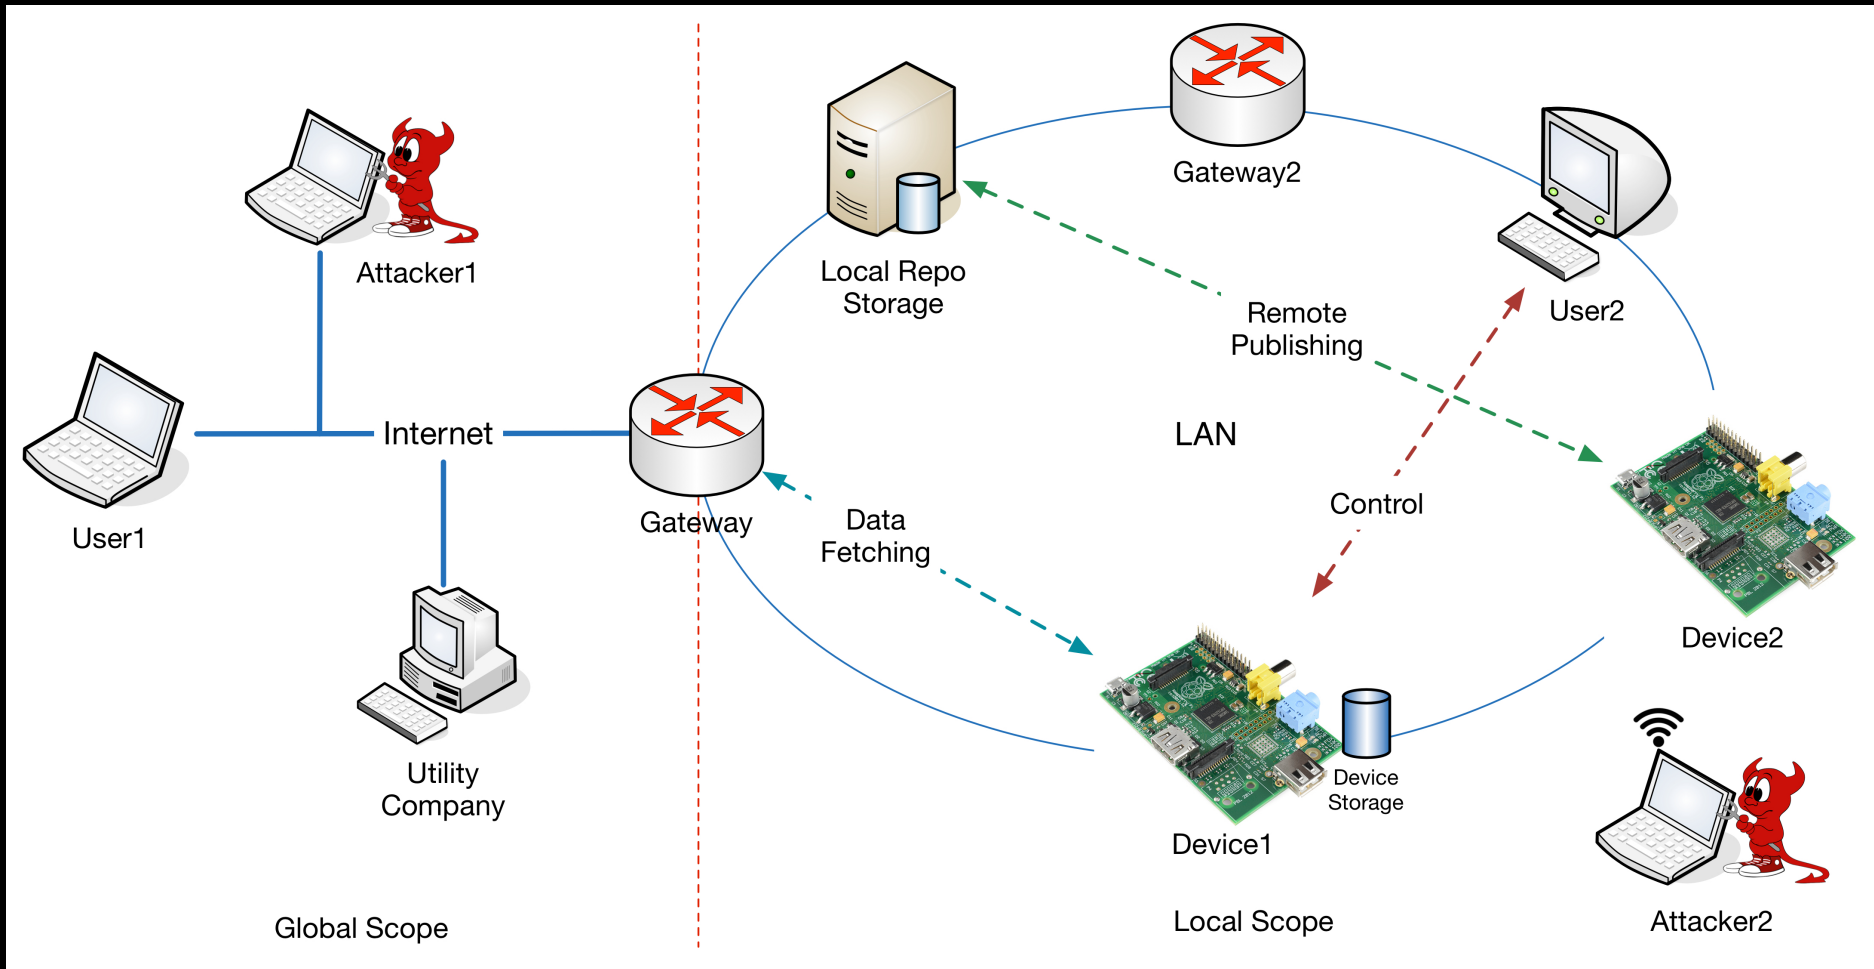 Attacker1
User1
Internet
Utility
Company
Global Scope
Gateway
Local Repo
Storage
Gateway2
User2
Remote
Publishing
LAN
Control
Data
Fetching
Device2
Device
Storage
Device1
Local Scope
Attacker2